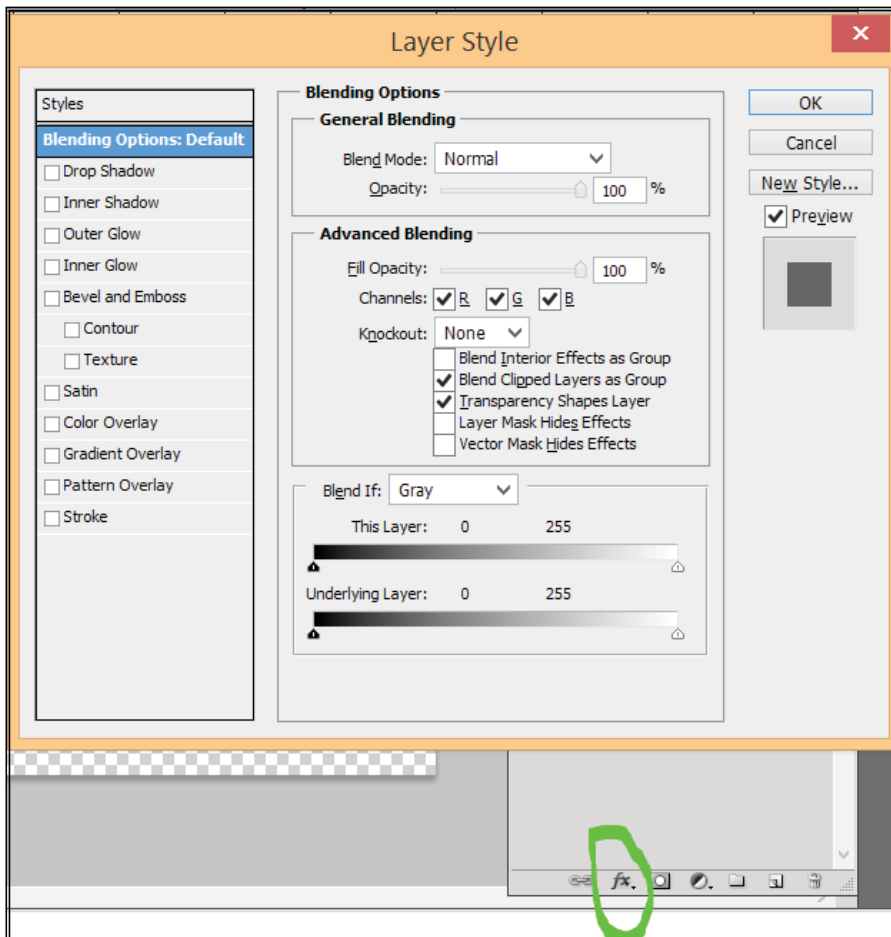 Layer Style
Styles
Blending Options: Default
Drop Shadow
Inner Shadow
Outer Glow
Inner Glow
Bevel and Emboss
Contour
Texture
Satin
Color Overlay
Gradient Overlay
Pattern Overlay
Stroke
Blending Options
General Blending
Blend Mode: Normal
Opacity: 100 %
Advanced Blending
Fill Opacity: 100 %
Channels: R G B
Knockout: None
Blend Interior Effects as Group
Blend Clipped Layers as Group
Transparency Shapes Layer
Layer Mask Hides Effects
Vector Mask Hides Effects
Blend If: Gray
This Layer: 0 255
Underlying Layer: 0 255
OK
Cancel
New Style...
Preview
fx.